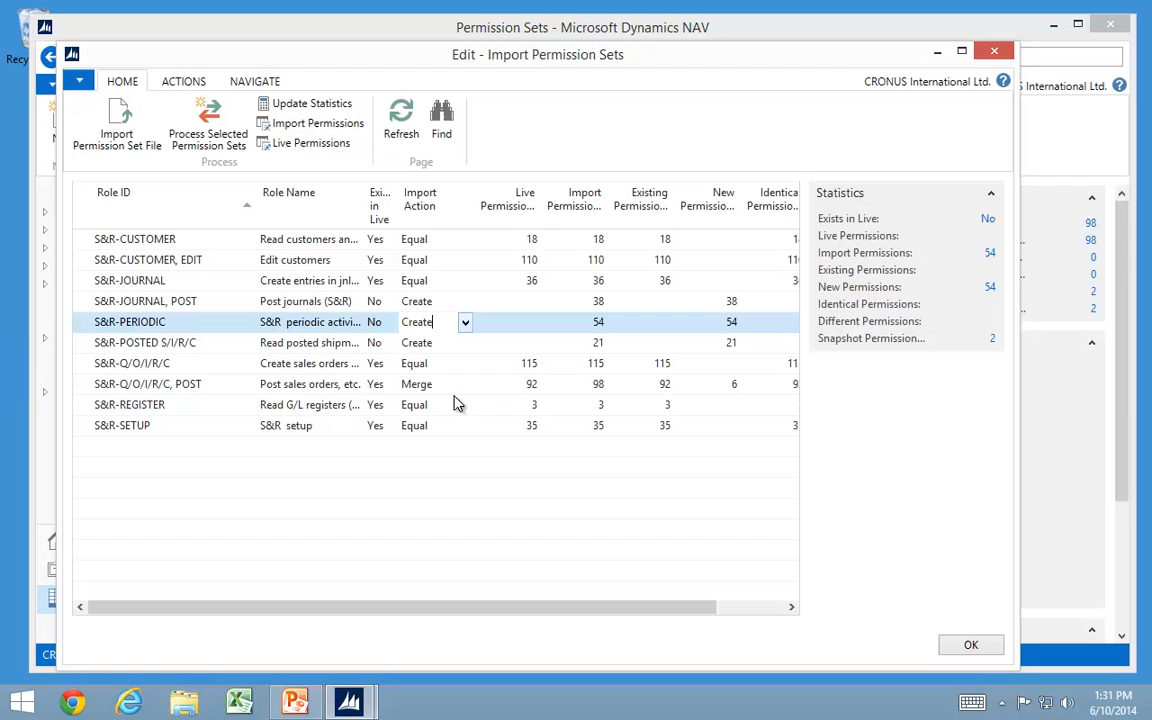 Permission Sets - Microsoft Dynamics NAV
Recy
Edit - Import Permission Sets
HOME ACTIONS NAVIGATE CRONUS International Ltd.
S International Ltd.
Import Permission Set File
Process Selected Permission Sets
Update Statistics
Import Permissions
Live Permissions
Process
Refresh
Find
Page
Role ID Role Name Exi... in Live Import Action Live Permissio... Import Permissio... Existing Permissio... New Permissio... Identica Permissio...
S&R-CUSTOMER Read customers an... Yes Equal 18 18 18
S&R-CUSTOMER, EDIT Edit customers Yes Equal 110 110 110
S&R-JOURNAL Create entries in jnl... Yes Equal 36 36 36
S&R-JOURNAL, POST Post journals (S&R) No Create 38 38
S&R-PERIODIC S&R periodic activi... No Create 54 54
S&R-POSTED S/I/R/C Read posted shipm... No Create 21 21
S&R-Q/O/I/R/C Create sales orders ... Yes Equal 115 115 115
S&R-Q/O/I/R/C, POST Post sales orders, etc. Yes Merge 92 98 92 6
S&R-REGISTER Read G/L registers (... Yes Equal 3 3 3
S&R-SETUP S&R setup Yes Equal 35 35 35
Statistics
Exists in Live: No
Live Permissions:
Import Permissions: 54
Existing Permissions:
New Permissions: 54
Identical Permissions:
Different Permissions:
Snapshot Permission... 2
98
98
0
0
2
2
OK
CR
1:31 PM
6/10/2014